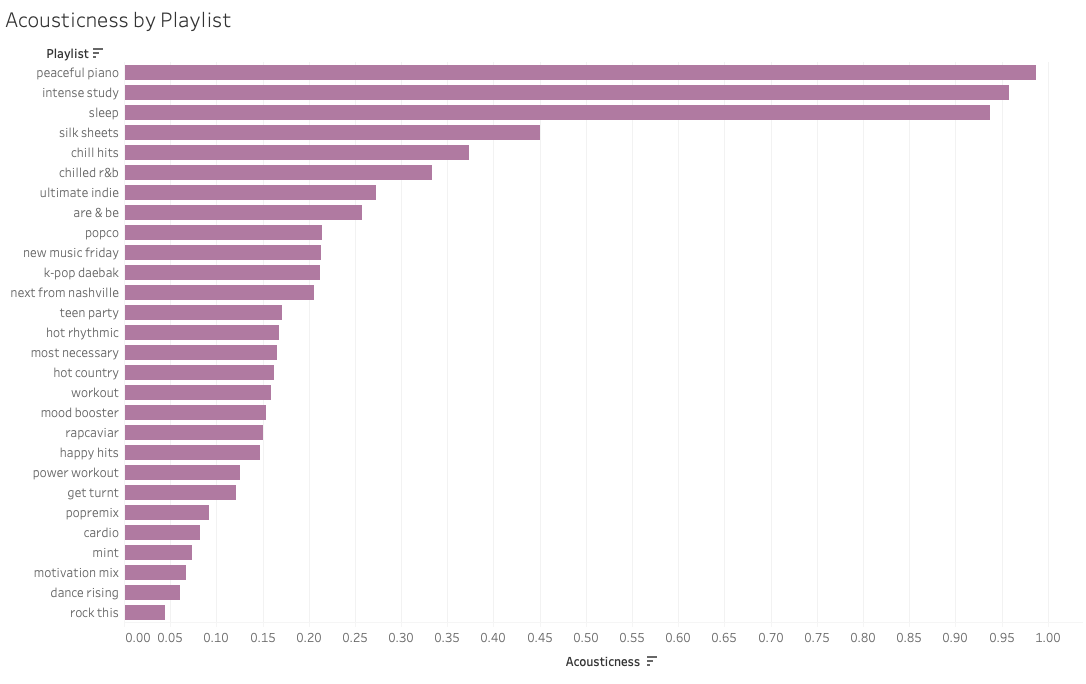 Acousticness by Playlist
Playlist
peaceful piano
intense study
sleep
silk sheets
chill hits
chilled r&b
ultimate indie
are & be
popco
new music friday
k-pop daebak
next from nashville
teen party
hot rhythmic
most necessary
hot country
workout
mood booster
rapcaviar
happy hits
power workout
get turnt
popremix
cardio
mint
motivation mix
dance rising
rock this
0.00 0.05 0.10 0.15 0.20 0.25 0.30 0.35 0.40 0.45 0.50 0.55 0.60 0.65 0.70 0.75 0.80 0.85 0.90 0.95 1.00
Acousticness